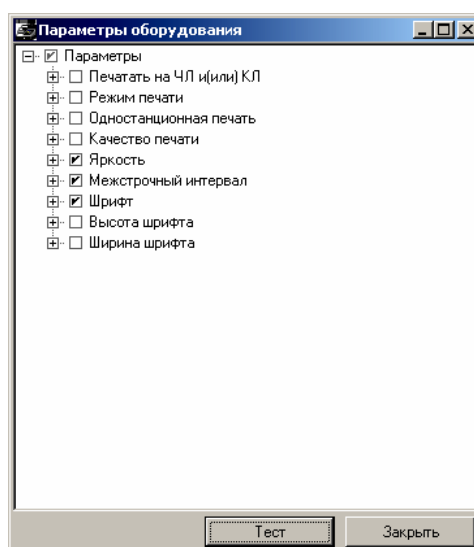 Параметры оборудования
Параметры
Печатать на ЧЛ и(или) КЛ
Режим печати
Одностанционная печать
Качество печати
Яркость
Межстрочный интервал
Шрифт
Высота шрифта
Ширина шрифта
Тест Закрыть